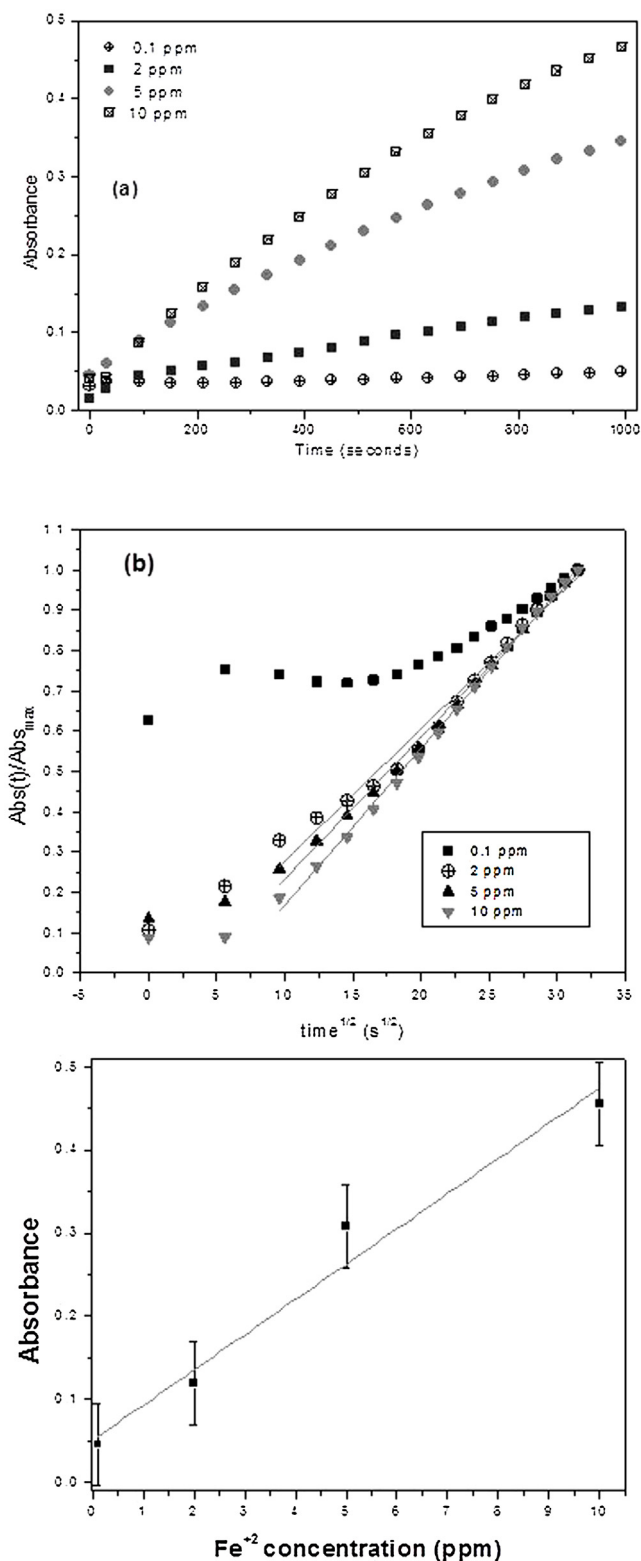 0.5
0.4
0.3
0.2
0.1
0.0
Absorbance
0.1 ppm
2 ppm
5 ppm
10 ppm
(a)
0 200 400 600 800 1000
Time (seconds)
1.1
1.0
0.9
0.8
0.7
0.6
0.5
0.4
0.3
0.2
0.1
0.0
Abs(t)/Abs_max
(b)
0.1 ppm
2 ppm
5 ppm
10 ppm
-5 0 5 10 15 20 25 30 35
time^1/2 (s^1/2)
0.5
0.4
0.3
0.2
0.1
0.0
Absorbance
0 1 2 3 4 5 6 7 8 9 10
Fe^+2 concentration (ppm)